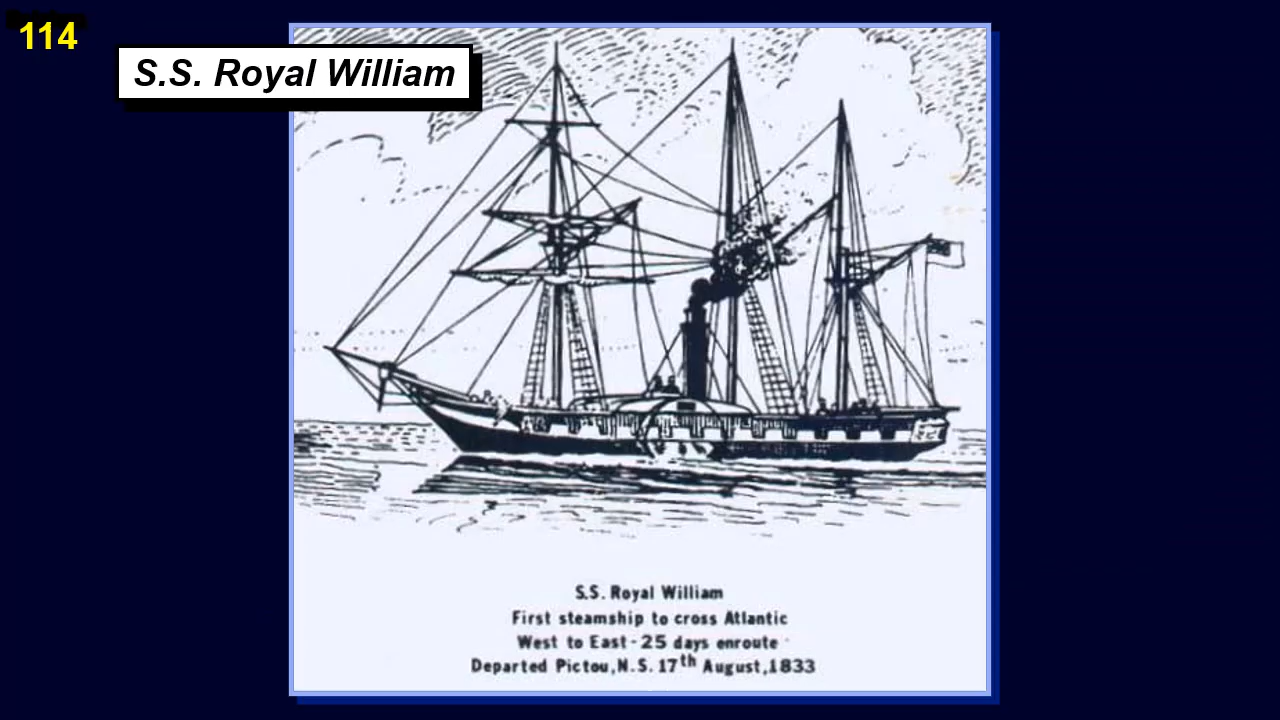 114
S.S. Royal William
S.S. Royal William
First steamship to cross Atlantic
West to East - 25 days enroute
Departed Pictou, N.S. 17th August, 1833